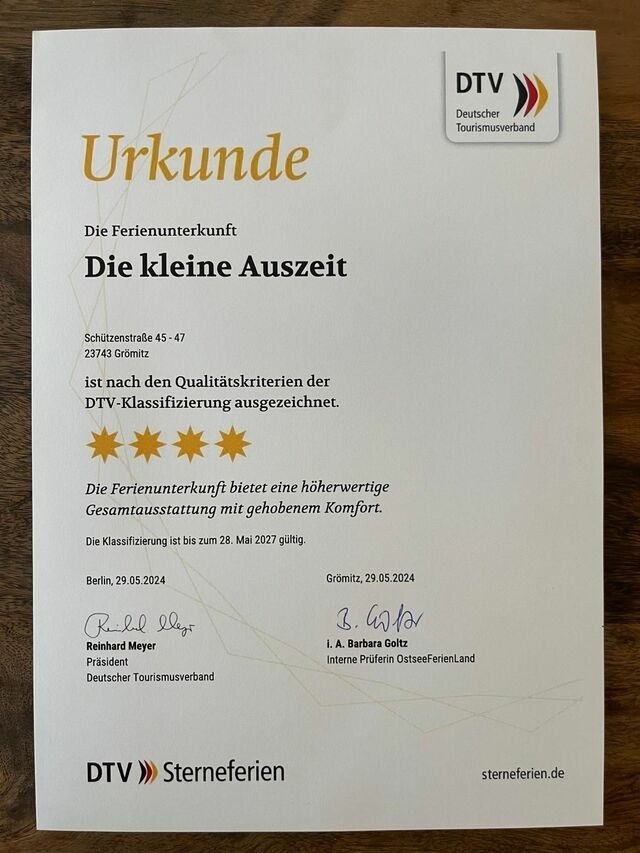 DTV
Deutscher
Tourismusverband
Urkunde
Die Ferienunterkunft
Die kleine Auszeit
Schützenstraße 45 - 47
23743 Grömitz
ist nach den Qualitätskriterien der
DTV-Klassifizierung ausgezeichnet.
Die Ferienunterkunft bietet eine höherwertige
Gesamtausstattung mit gehobenem Komfort.
Die Klassifizierung ist bis zum 28. Mai 2027 gültig.
Berlin, 29.05.2024
Reinhard Meyer
Reinhard Meyer
Präsident
Deutscher Tourismusverband
Grömitz, 29.05.2024
B. Goltz
i. A. Barbara Goltz
Interne Prüferin OstseeFerienLand
DTV Sterneferien
sterneferien.de